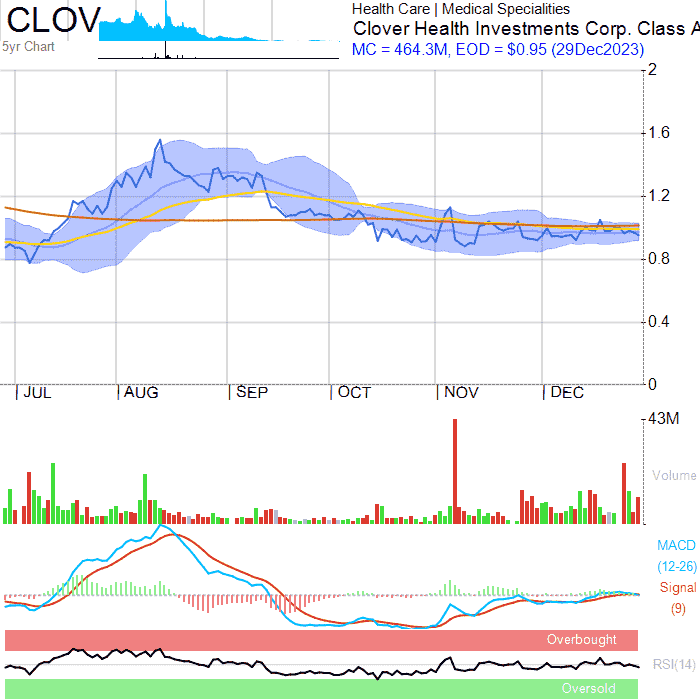 CLOV
5yr Chart
Health Care | Medical Specialities
Clover Health Investments Corp. Class A
MC = 464.3M, EOD = $0.95 (29Dec2023)
2
1.6
1.2
0.8
0.4
0
JUL AUG SEP OCT NOV DEC
43M
Volume
MACD
(12-26)
Signal
(9)
Overbought
RSI(14)
Oversold